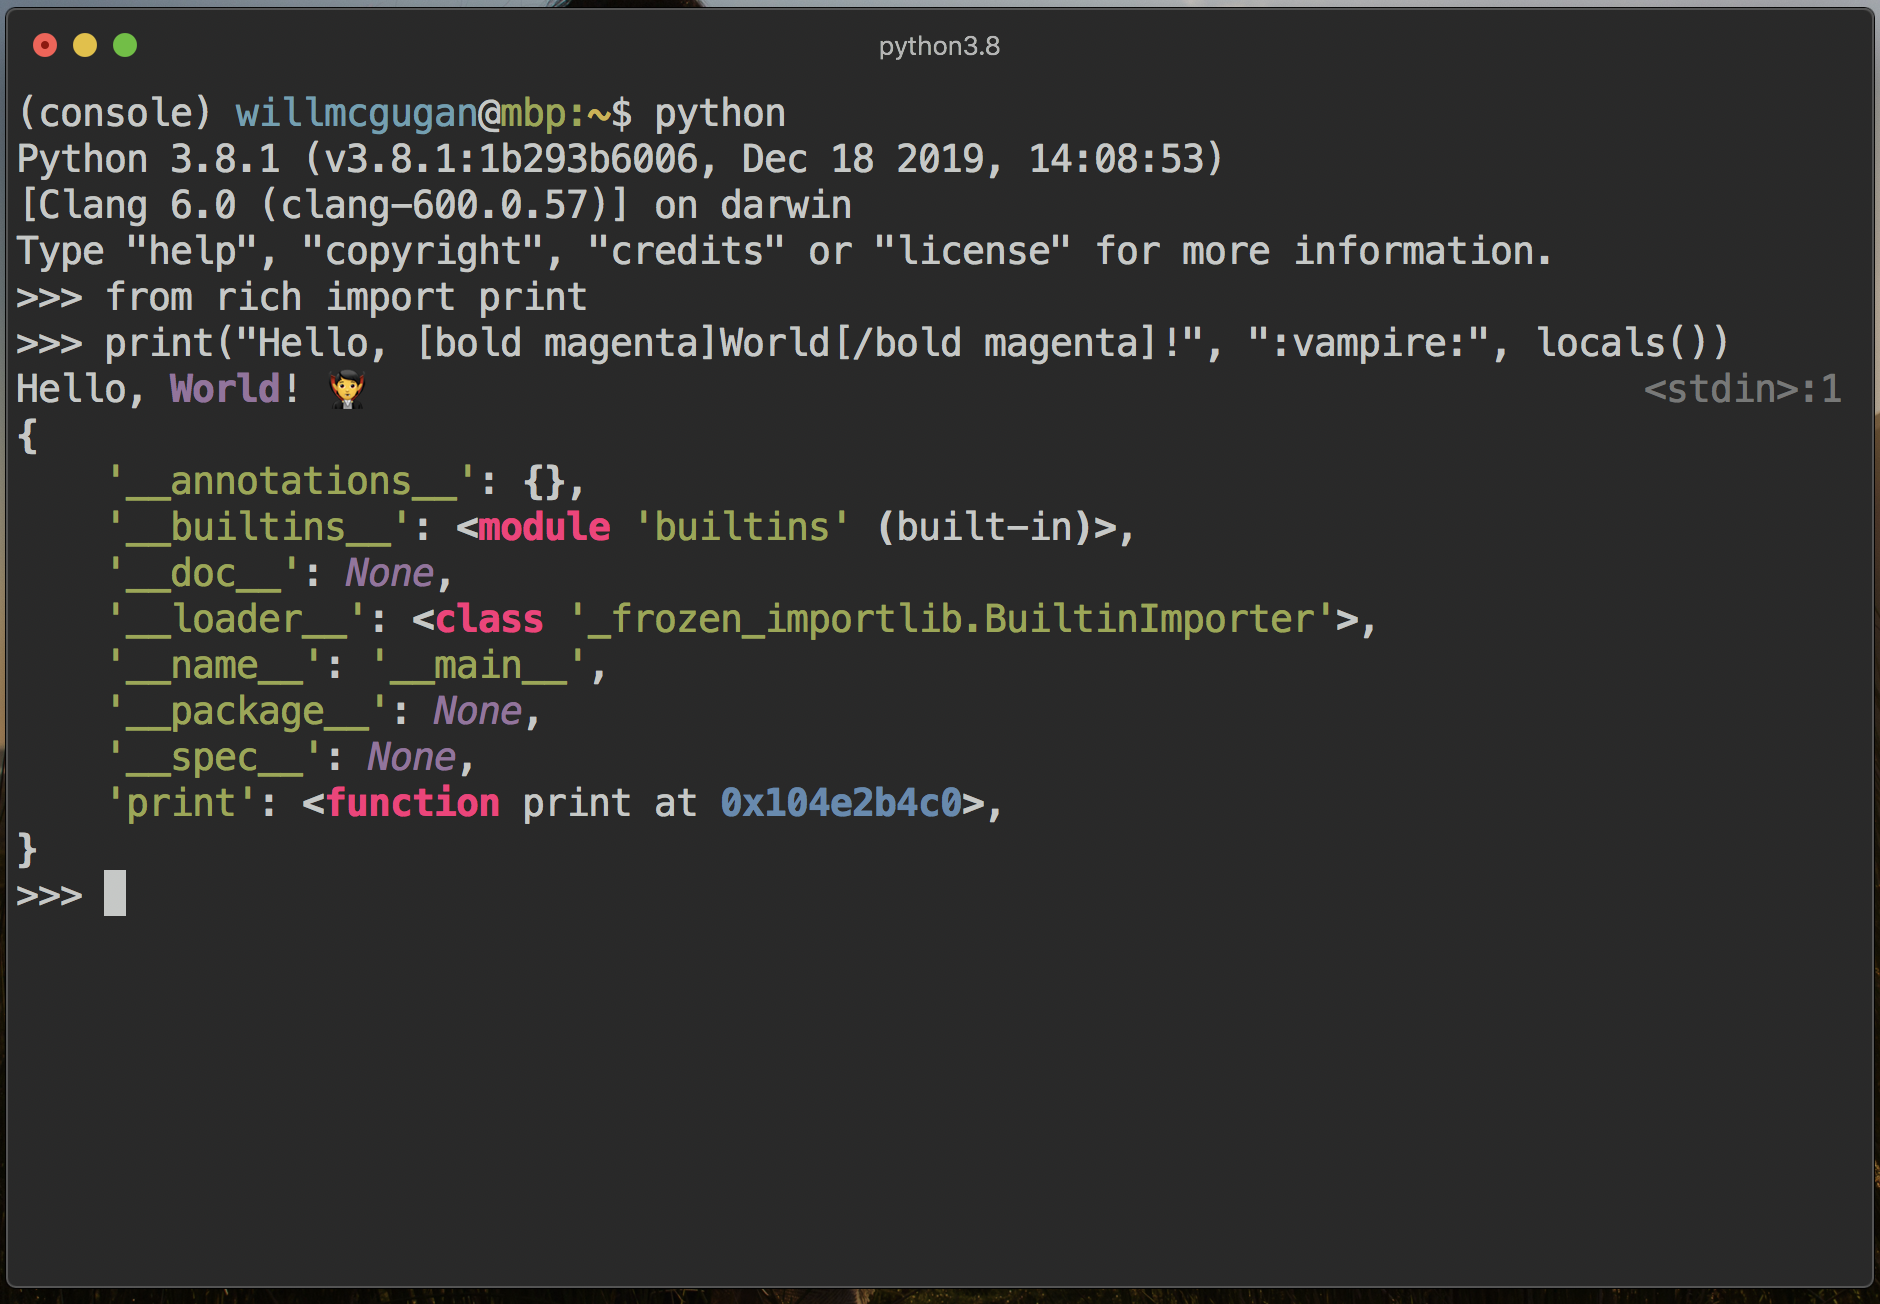 python3.8
(console) willmcgugan@mbp:~$ python
Python 3.8.1 (v3.8.1:1b293b6006, Dec 18 2019, 14:08:53)
[Clang 6.0 (clang-600.0.57)] on darwin
Type "help", "copyright", "credits" or "license" for more information.
>>> from rich import print
>>> print("Hello, [bold magenta]World[/bold magenta]!", ":vampire:", locals())
Hello, World! 🧛 <stdin>:1
{
    '__annotations__': {},
    '__builtins__': <module 'builtins' (built-in)>,
    '__doc__': None,
    '__loader__': <class '_frozen_importlib.BuiltinImporter'>,
    '__name__': '__main__',
    '__package__': None,
    '__spec__': None,
    'print': <function print at 0x104e2b4c0>,
}
>>>